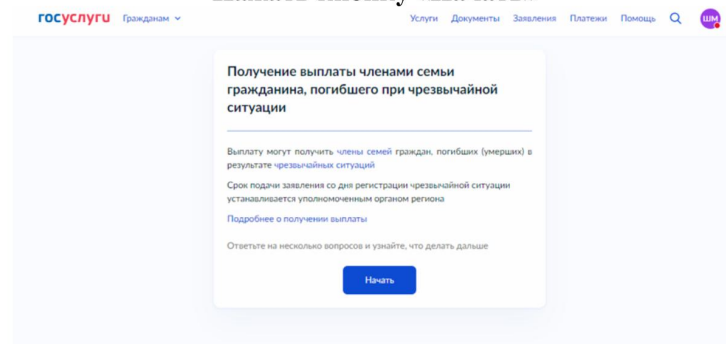 госуслуги Гражданам Услуги Документы Заявления Платежи Помощь ШМ
Получение выплаты членами семьи
гражданина, погибшего при чрезвычайной
ситуации
Выплату могут получить члены семей граждан, погибших (умерших) в
результате чрезвычайных ситуаций
Срок подачи заявления со дня регистрации чрезвычайной ситуации
устанавливается уполномоченным органом региона
Подробнее о получении выплаты
Ответьте на несколько вопросов и узнайте, что делать дальше
Начать